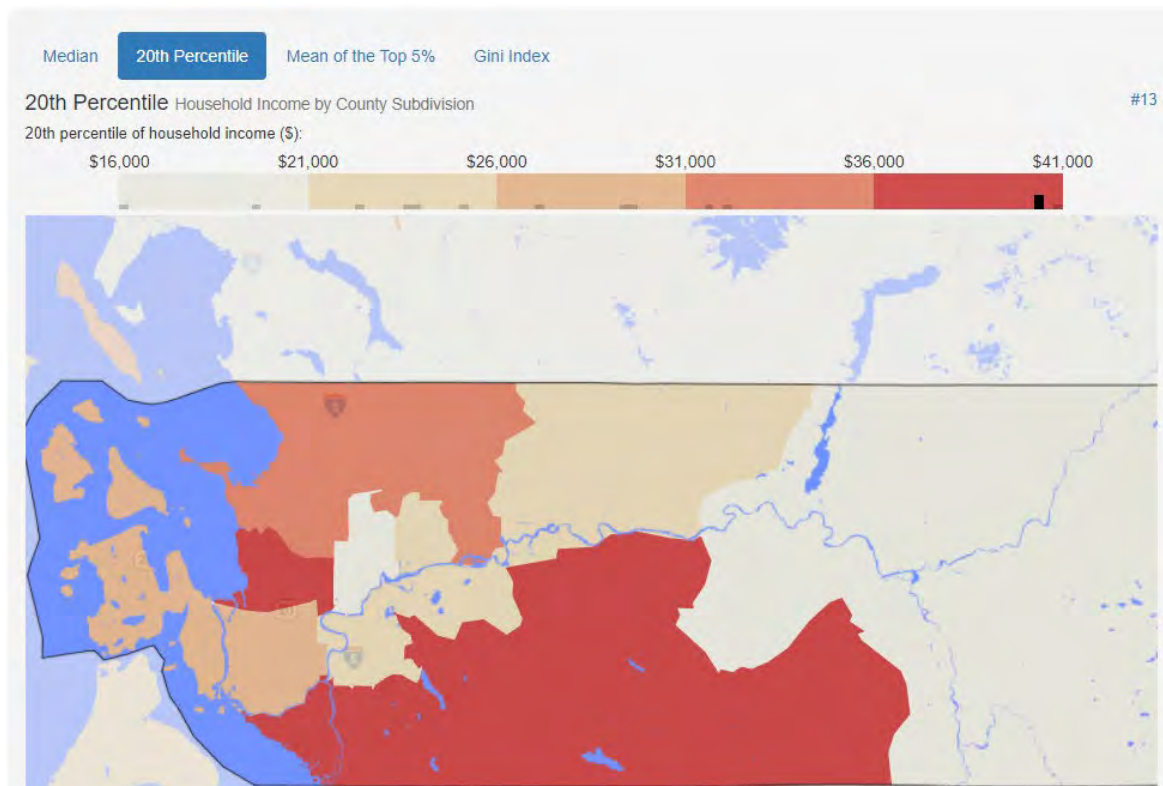 Median 20th Percentile Mean of the Top 5% Gini Index
20th Percentile Household Income by County Subdivision #13
20th percentile of household income ($):
$16,000 $21,000 $26,000 $31,000 $36,000 $41,000